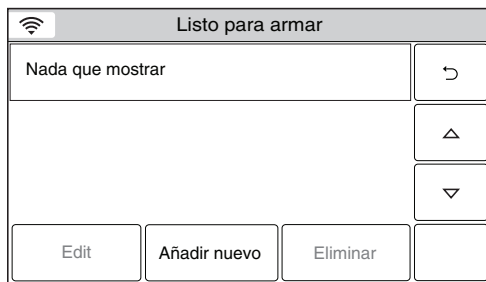 Listo para armar
Nada que mostrar
Edit
Añadir nuevo
Eliminar